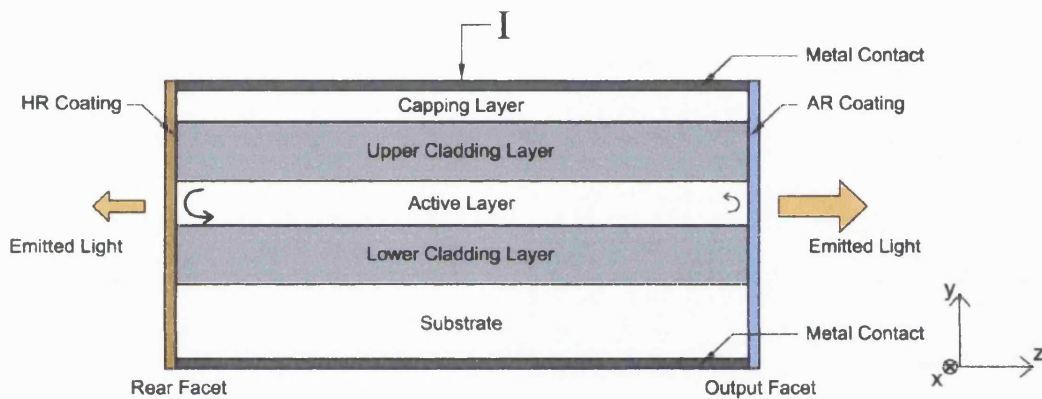 I
Metal Contact
HR Coating
Capping Layer
AR Coating
Upper Cladding Layer
Active Layer
Emitted Light
Lower Cladding Layer
Emitted Light
Substrate
Metal Contact
Rear Facet
Output Facet
y
z
x